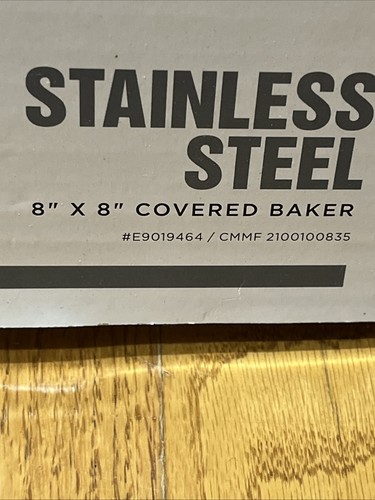 STAINLESS
STEEL
8" X 8" COVERED BAKER
#E9019464 / CMMF 2100100835